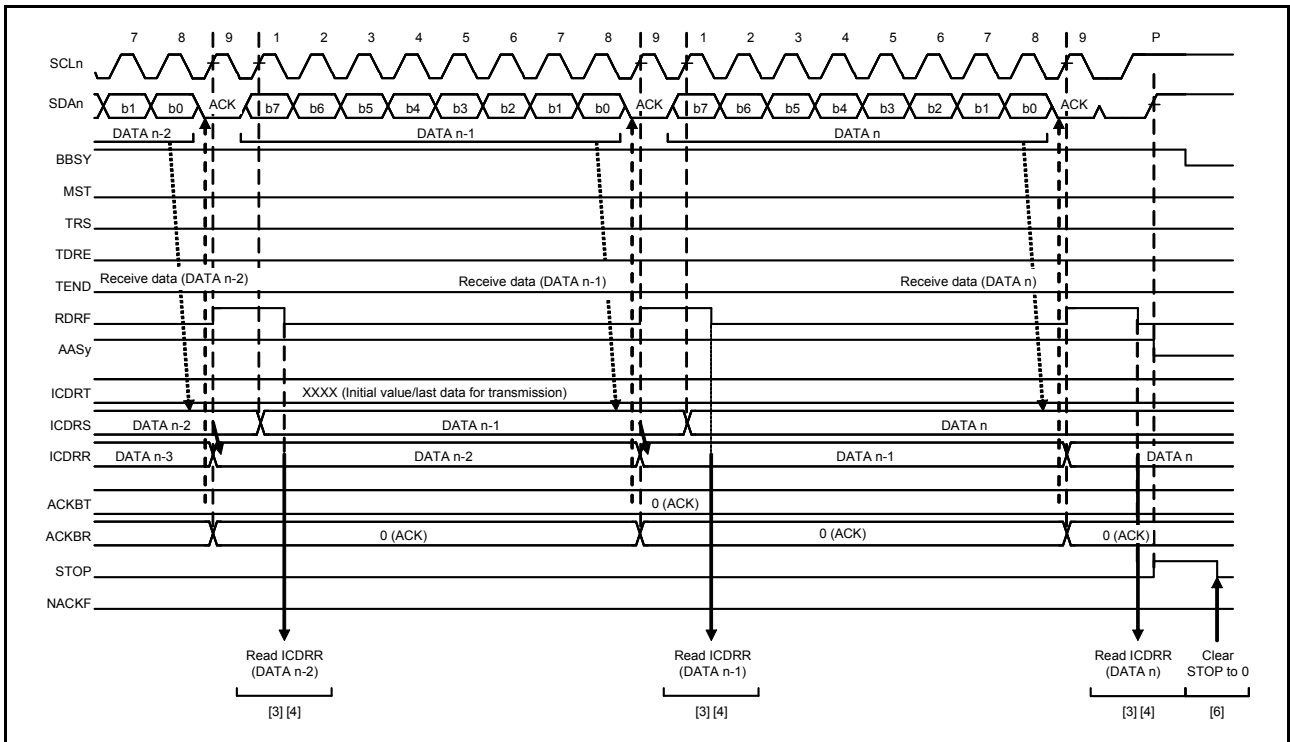 7 8 9 1 2 3 4 5 6 7 8 9 1 2 3 4 5 6 7 8 9 P
SCLn
SDAn b1 b0 ACK b7 b6 b5 b4 b3 b2 b1 b0 ACK b7 b6 b5 b4 b3 b2 b1 b0 ACK
DATA n-2 DATA n-1 DATA n
BBSY
MST
TRS
TDRE
Receive data (DATA n-2) Receive data (DATA n-1) Receive data (DATA n)
TEND
RDRF
AASy
ICDRT XXXX (Initial value/last data for transmission)
ICDRS DATA n-2 DATA n-1 DATA n
ICDRR DATA n-3 DATA n-2 DATA n-1 DATA n
ACKBT 0 (ACK)
ACKBR 0 (ACK) 0 (ACK) 0 (ACK)
STOP
NACKF
Read ICDRR Read ICDRR Read ICDRR Clear
(DATA n-2) (DATA n-1) (DATA n) STOP to 0
[3] [4] [3] [4] [3] [4] [6]